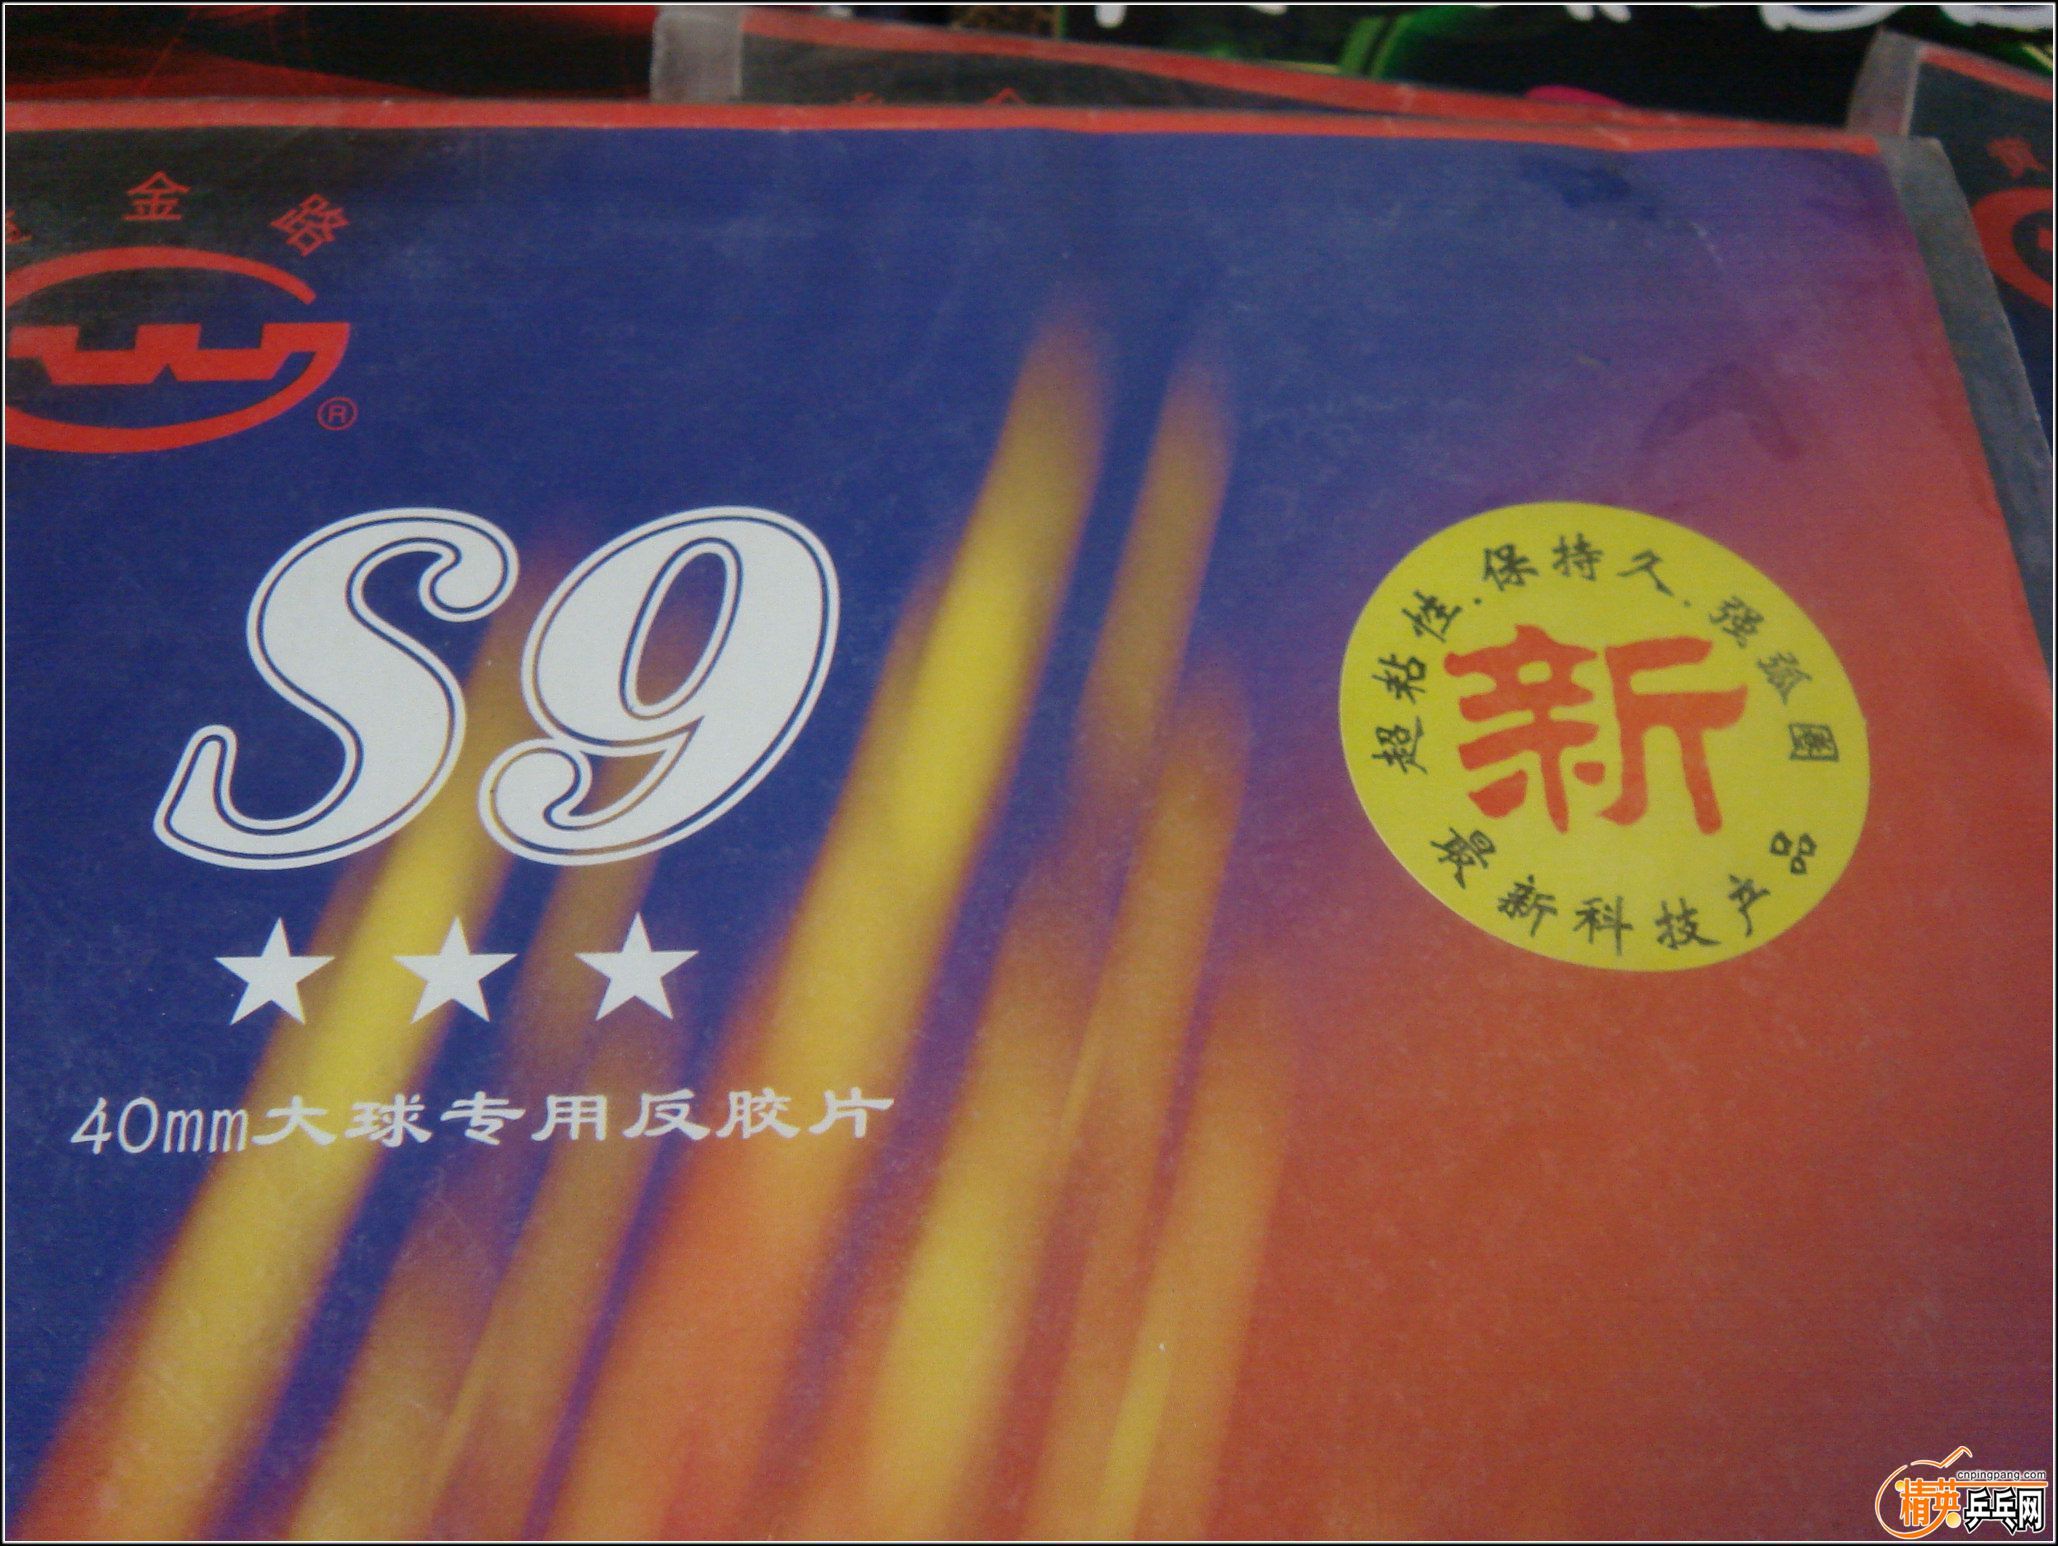 金路
®
S9
40mm大球专用反胶片
超粘性.保持久.强弧圈
新
最新科技产品
cnpingpang.com
精英乒乓网